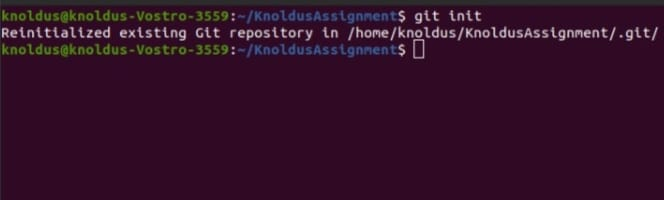 knoldus@knoldus-Vostro-3559:~/KnoldusAssignment$ git init
Reinitialized existing Git repository in /home/knoldus/KnoldusAssignment/.git/
knoldus@knoldus-Vostro-3559:~/KnoldusAssignment$